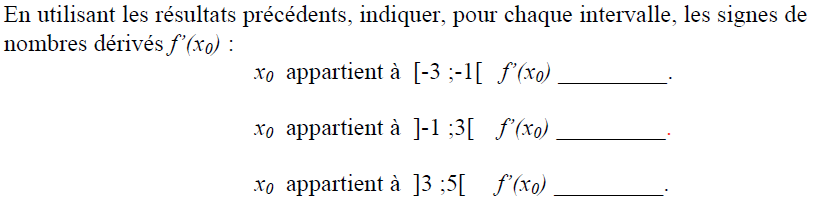 En utilisant les résultats précédents, indiquer, pour chaque intervalle, les signes de
nombres dérivés f’(x0) :
x0 appartient à [-3 ;-1[ f’(x0) _________.
x0 appartient à ]-1 ;3[ f’(x0) _________.
x0 appartient à ]3 ;5[ f’(x0) _________.